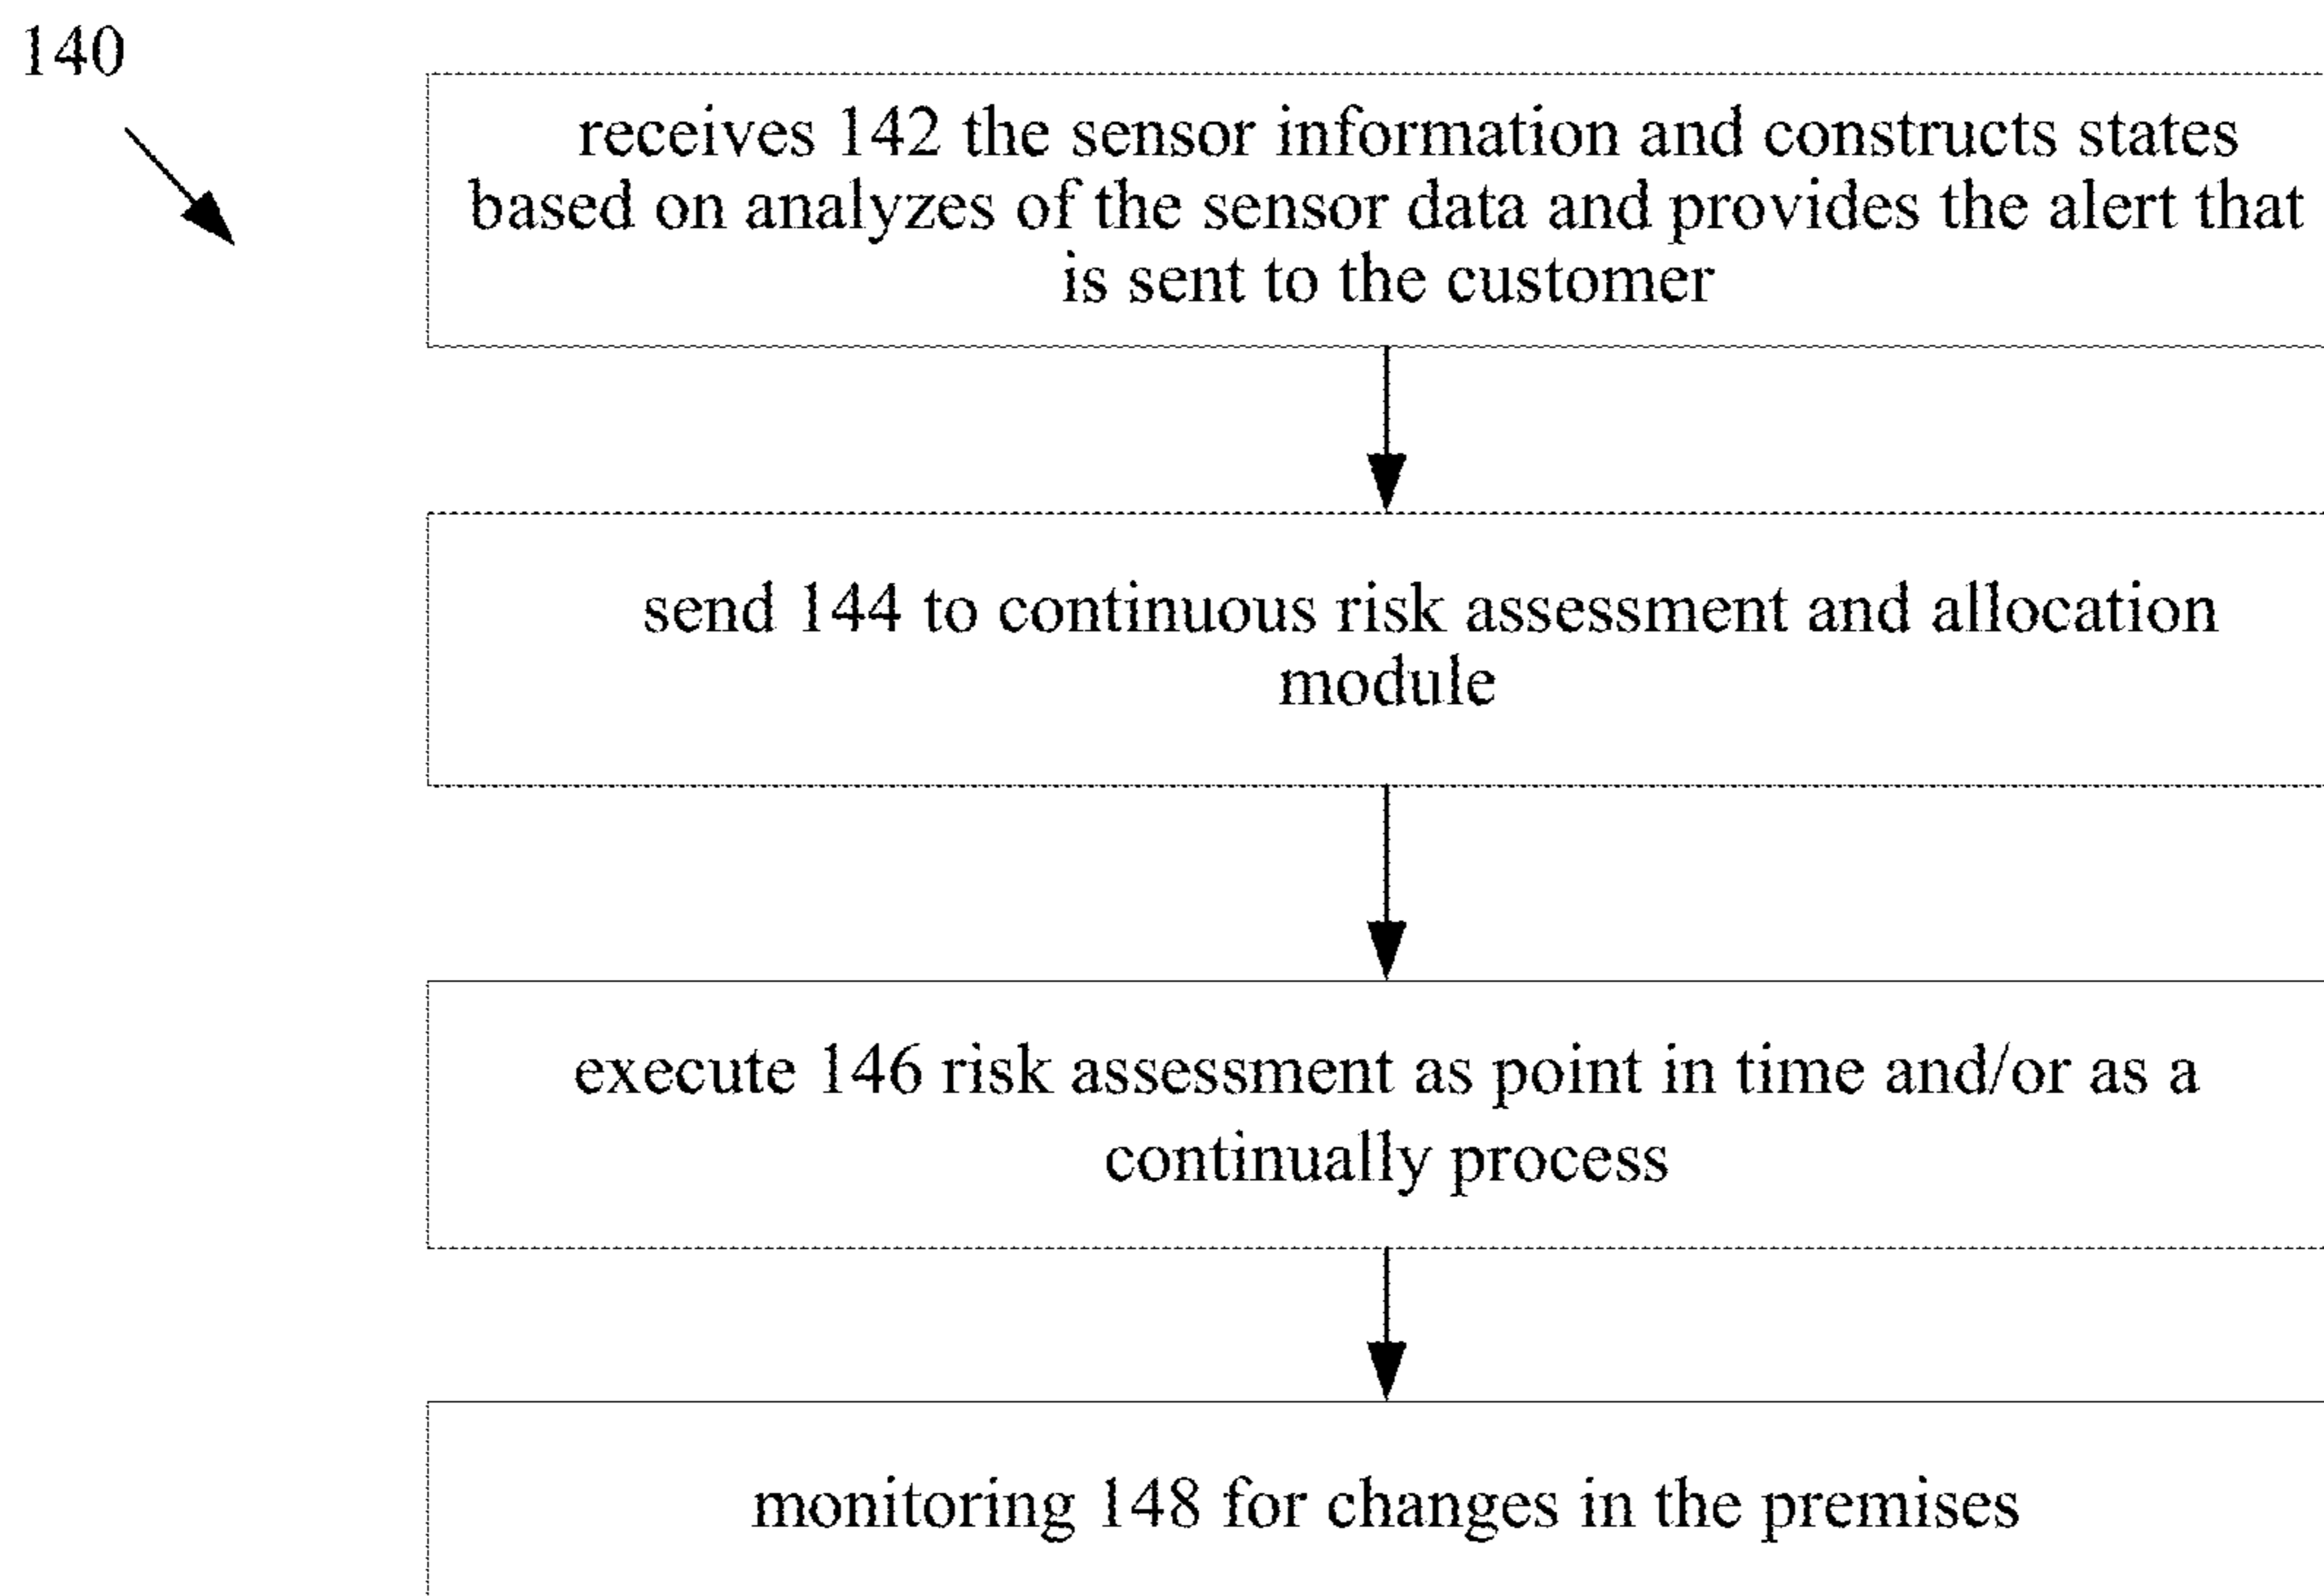 140
receives 142 the sensor information and constructs states
based on analyzes of the sensor data and provides the alert that
is sent to the customer
send 144 to continuous risk assessment and allocation
module
execute 146 risk assessment as point in time and/or as a
continually process
monitoring 148 for changes in the premises